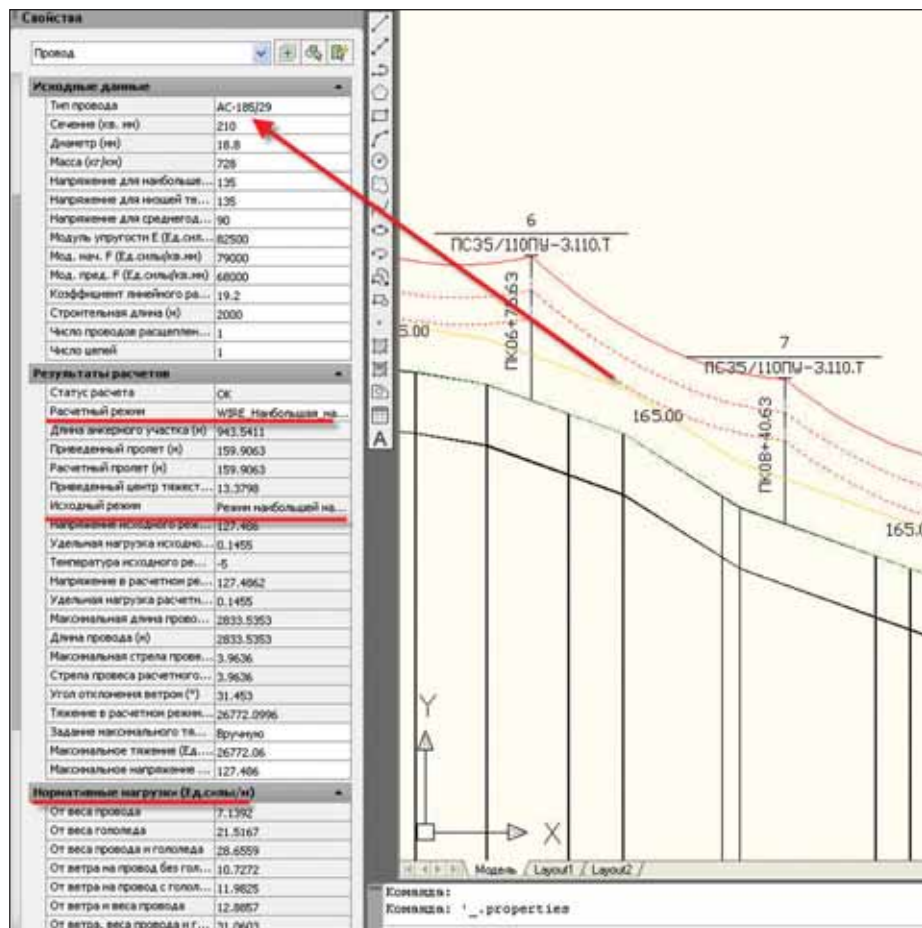 Свойства
Провод
Исходные данные
Тип провода АС-185/29
Сечение (кв. мм) 210
Диаметр (мм) 18.8
Масса (кг/км) 728
Напряжение для наибольше... 135
Напряжение для низшей те... 135
Напряжение для среднегод... 90
Модуль упругости E (Ед.сил... 82500
Мод. нач. F (Ед.силы/кв.мм) 79000
Мод. пред. F (Ед.силы/кв.мм) 68000
Коэффициент линейного ра... 19.2
Строительная длина (м) 2000
Число проводов расщеплен... 1
Число цепей 1
Результаты расчетов
Статус расчета OK
Расчетный режим WIRE_Наибольшая_на...
Длина анкерного участка (м) 943.5411
Приведенный пролет (м) 159.9063
Расчетный пролет (м) 159.9063
Приведенный центр тяжест... 13.3798
Исходный режим Режим наибольшей на...
Напряжение исходного реж... 127.486
Удельная нагрузка исходно... 0.1455
Температура исходного ре... -5
Напряжение в расчетном ре... 127.4862
Удельная нагрузка расчетн... 0.1455
Максимальная длина прово... 2833.5353
Длина провода (м) 2833.5353
Максимальная стрела прове... 3.9636
Стрела провеса расчетного... 3.9636
Угол отклонения ветром (°) 31.453
Тяжение в расчетном режим... 26772.0996
Задание максимального тя... Вручную
Максимальное тяжение (Ед.... 26772.06
Максимальное напряжение ... 127.486
Нормативные нагрузки (Ед.силы/м)
От веса провода 7.1392
От веса гололеда 21.5167
От веса провода и гололеда 28.6559
От ветра на провод без гол... 10.7272
От ветра на провод с голол... 11.9825
От ветра и веса провода 12.8857
От ветра, веса провода и г... 31.0603
A
6
ПС35/110ПУ-3.110.Т
5.00
ПК06+76.63
7
ПС35/110ПУ-3.110.Т
165.00
ПК08+40.63
165.0
Y
X
Модель Layout1 Layout2
Команда:
Команда: '_.properties